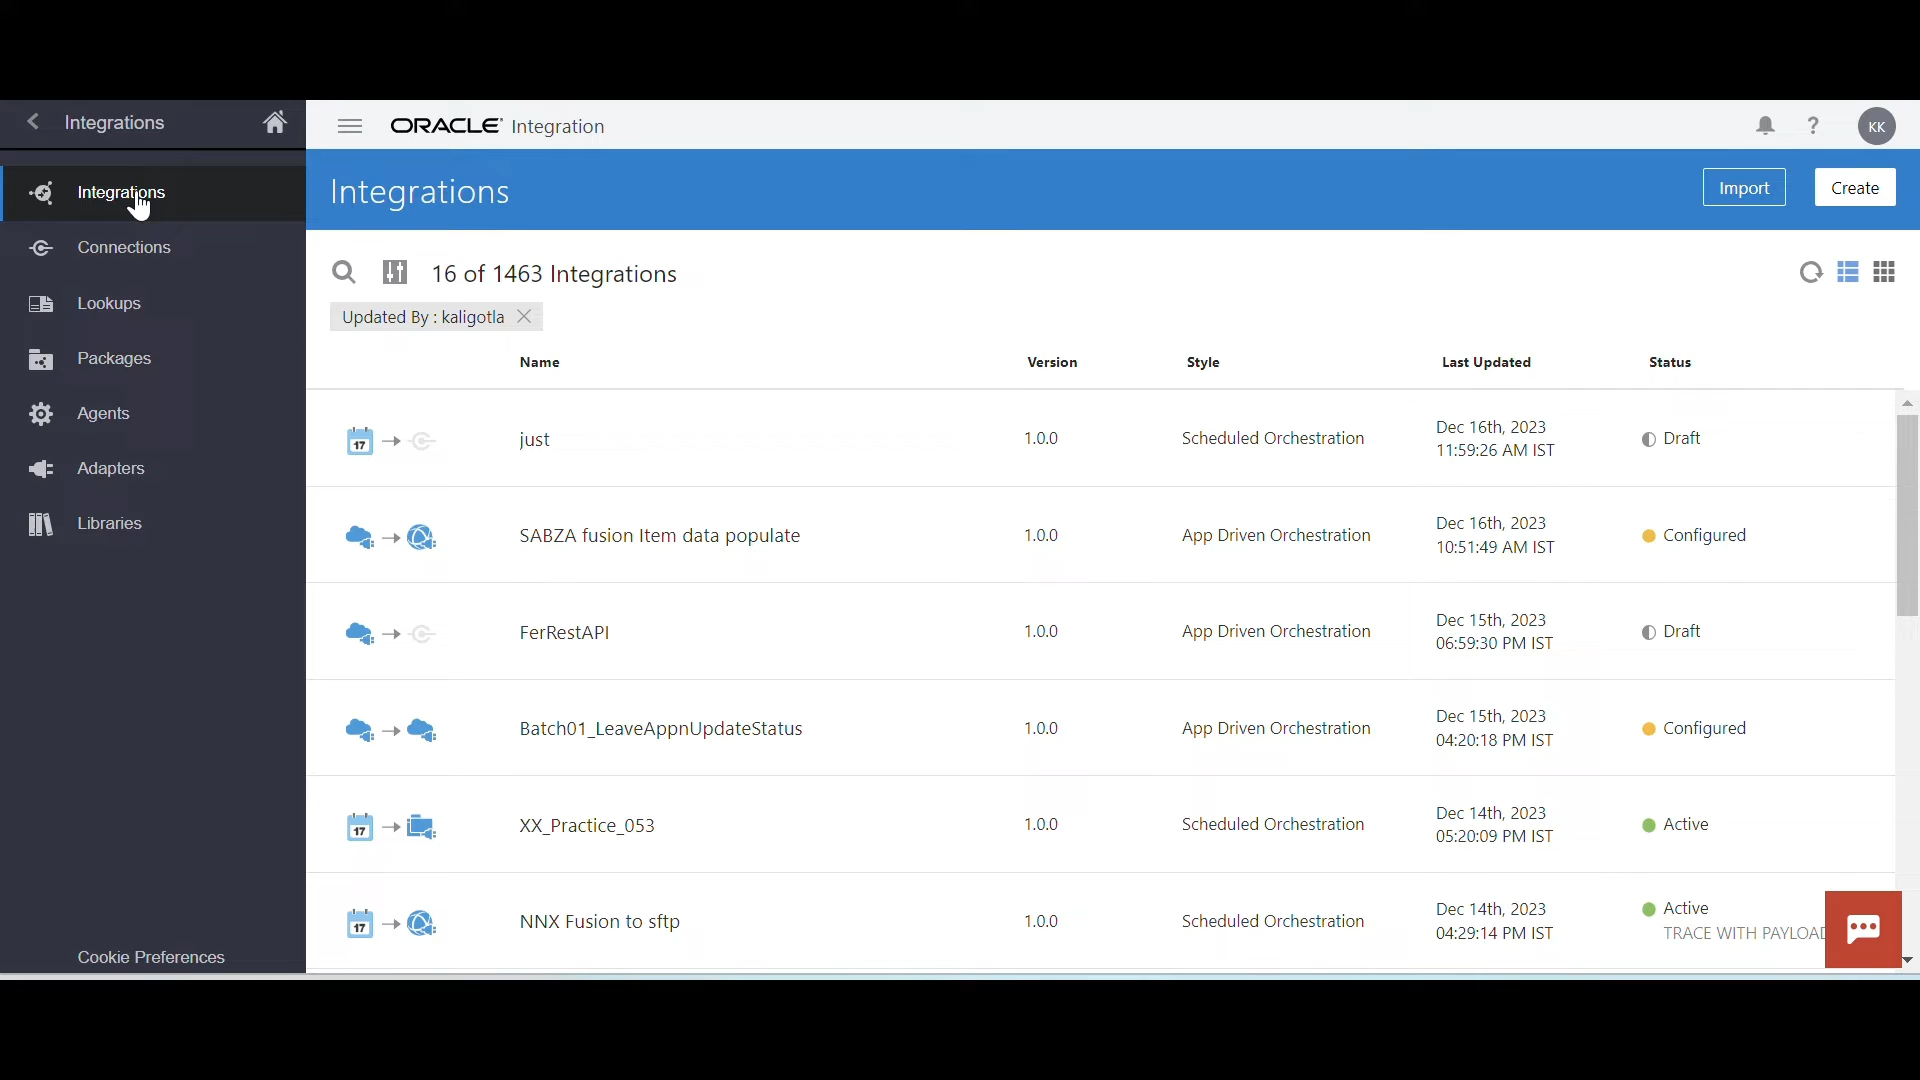 Integrations
ORACLE Integration
KK
Integrations
Import
Create
Integrations
Connections
Lookups
Packages
Agents
Adapters
Libraries
Cookie Preferences
16 of 1463 Integrations
Updated By : kaligotla
Name Version Style Last Updated Status
17 just 1.0.0 Scheduled Orchestration Dec 16th, 2023 Draft
11:59:26 AM IST
SABZA fusion Item data populate 1.0.0 App Driven Orchestration Dec 16th, 2023 Configured
10:51:49 AM IST
FerRestAPI 1.0.0 App Driven Orchestration Dec 15th, 2023 Draft
06:59:30 PM IST
Batch01_LeaveAppnUpdateStatus 1.0.0 App Driven Orchestration Dec 15th, 2023 Configured
04:20:18 PM IST
17 XX_Practice_053 1.0.0 Scheduled Orchestration Dec 14th, 2023 Active
05:20:09 PM IST
17 NNX Fusion to sftp 1.0.0 Scheduled Orchestration Dec 14th, 2023 Active
04:29:14 PM IST TRACE WITH PAYLOAD